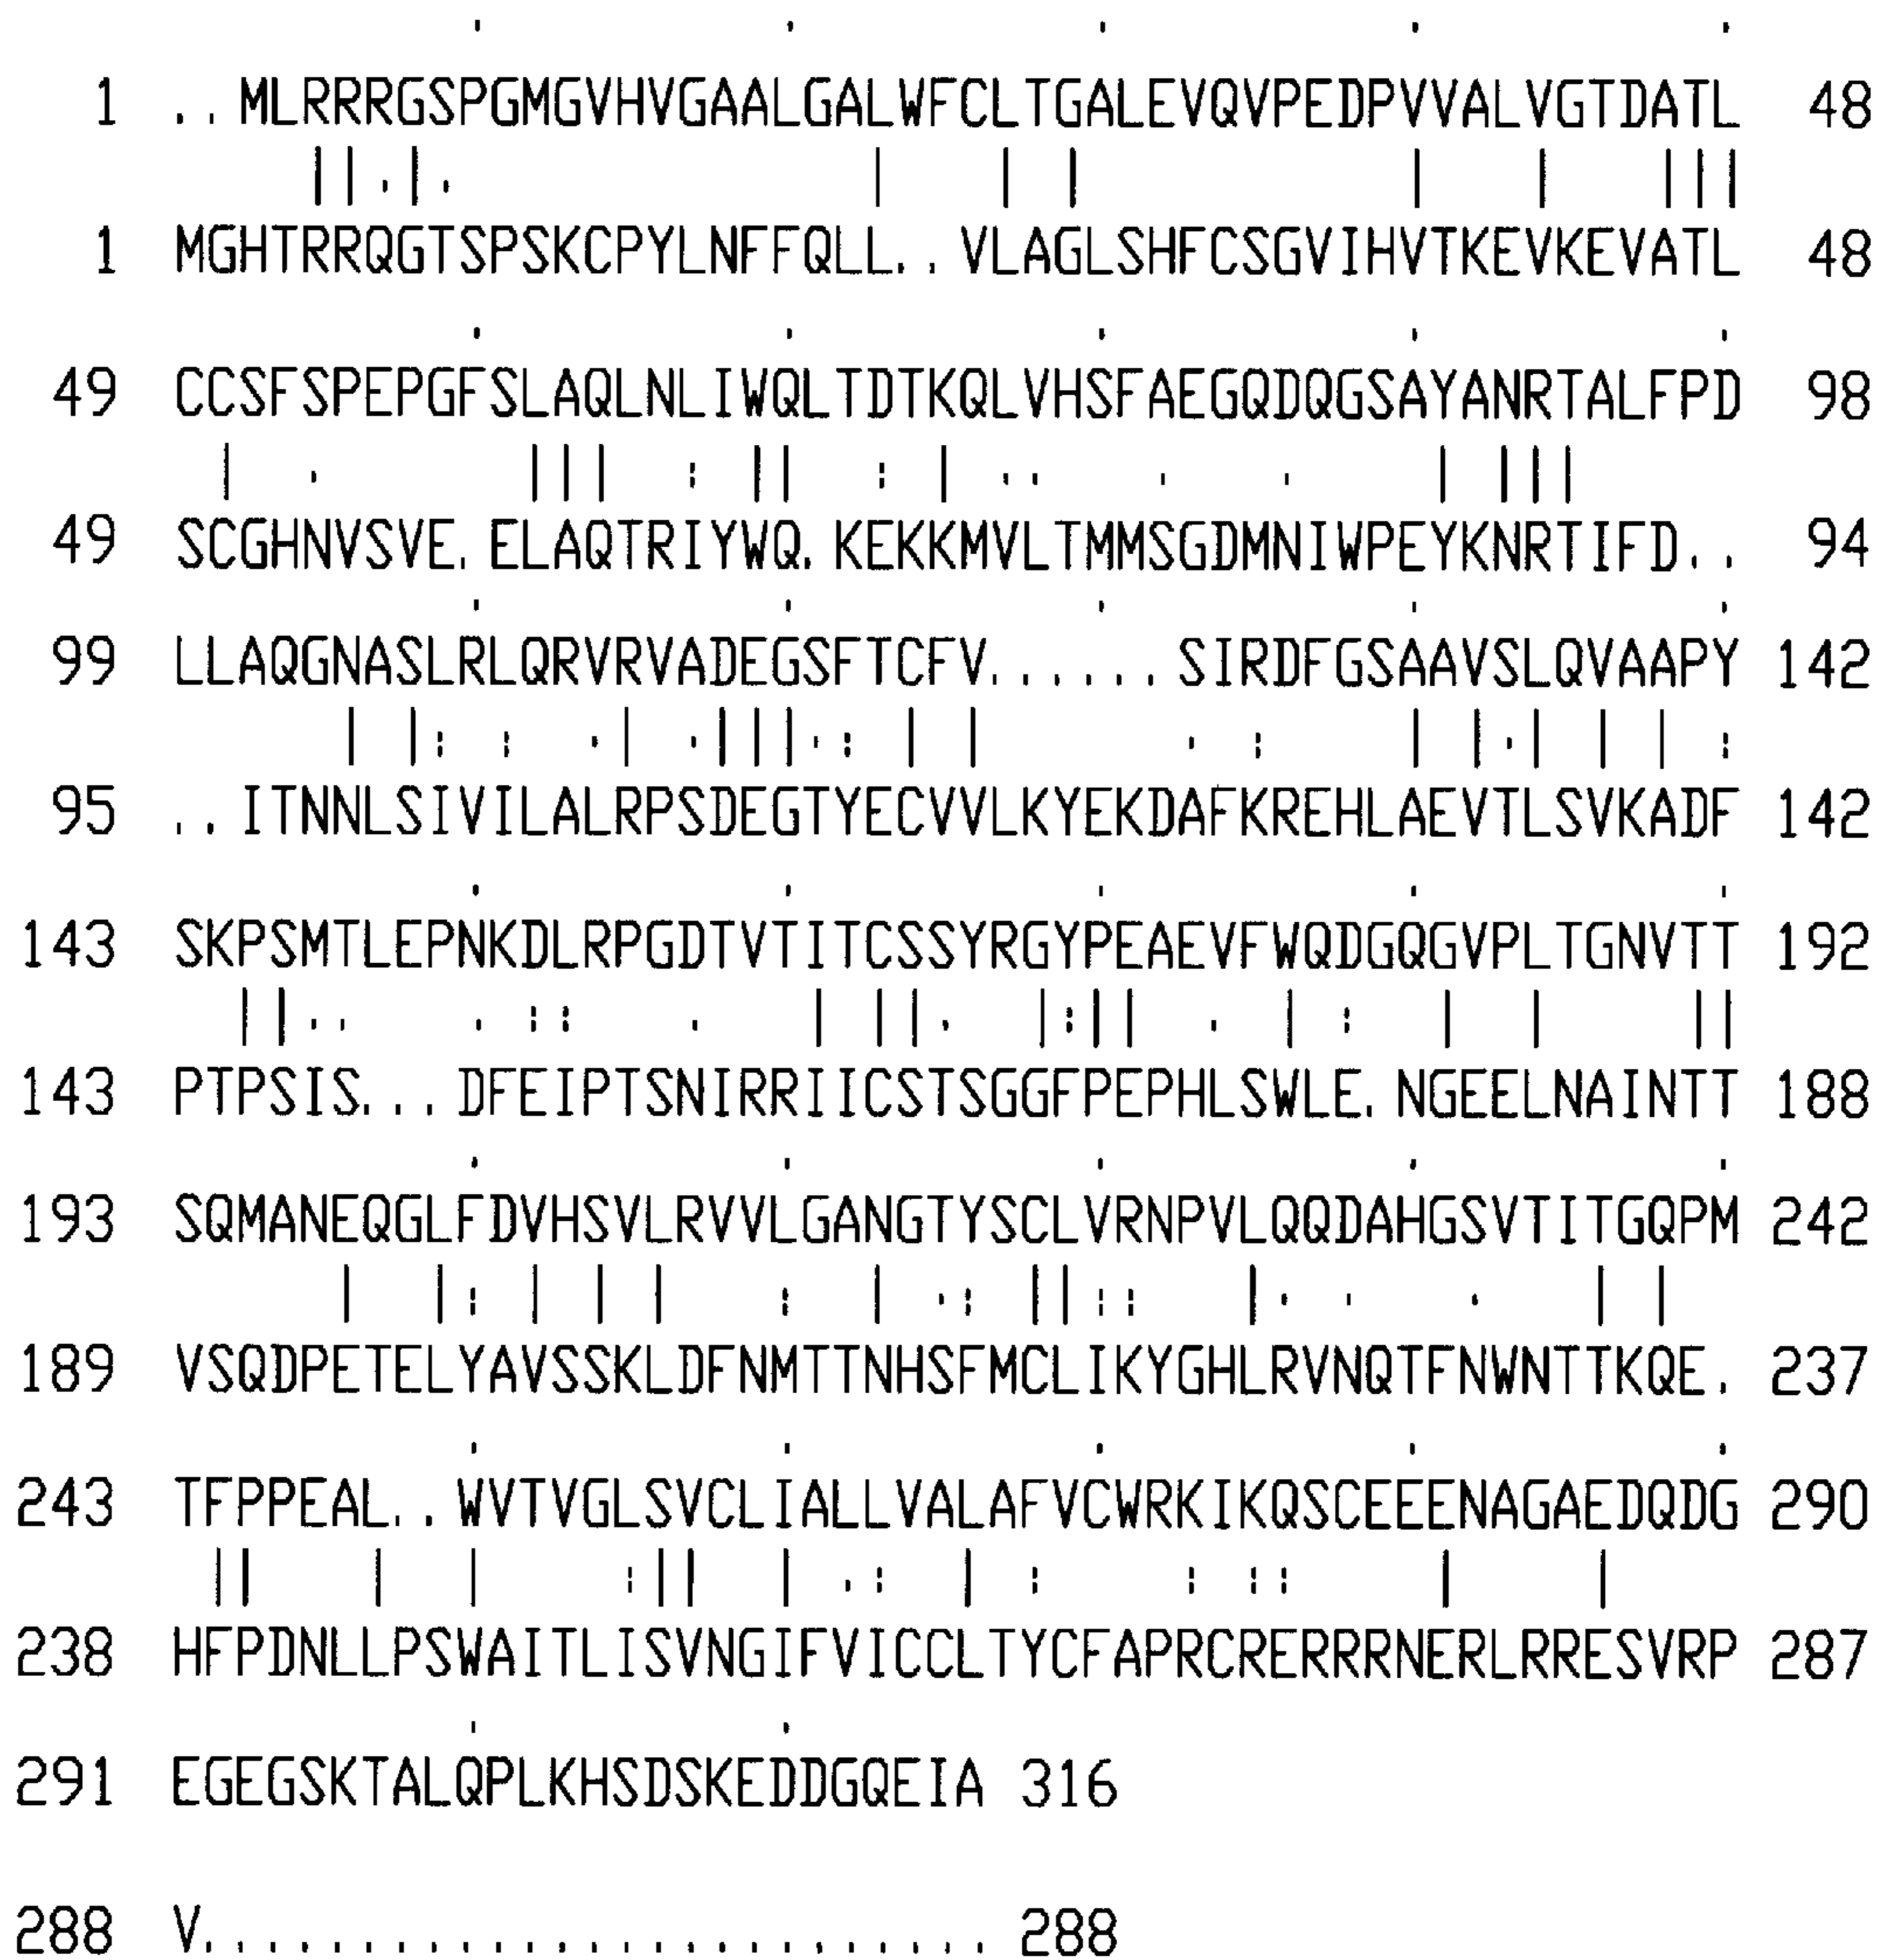 1 ..MLRRRGSPGMGVHVGAALGALWFCLTGALEVQVPEDPVVALVGTDATL 48
1 MGHTRRQGTSPSKCPYLNFFQLL..VLAGLSHFCSGVIHVTKEVKEVATL 48
49 CCSFSPEPGFSLAQLNLIWQLTDTKQLVHSFAEGQDQGSAYANRTALFPD 98
49 SCGHNVSVE.ELAQTRIYWQ.KEKKMVLTMMSGDMNIWPEYKNRTIFD.. 94
99 LLAQGNASLRLQRVRVADEGSFTCFV......SIRDFGSAAVSLQVAAPY 142
95 ..ITNNLSIVILALRPSDEGTYECVVLKYEKDAFKREHLAEVTLSVKADF 142
143 SKPSMTLEPNKDLRPGDTVTITCSSYRGYPEAEVFWQDGQGVPLTGNVTT 192
143 PTPSIS...DFEIPTSNIRRIICSTSGGFPEPHLSWLE.NGEELNAINTT 188
193 SQMANEQGLFDVHSVLRVVLGANGTYSCLVRNPVLQQDAHGSVTITGQPM 242
189 VSQDPETELYAVSSKLDFNMTTNHSFMCLIKYGHLRVNQTFNWNTTKQE. 237
243 TFPPEAL..WVTVGLSVCLIALLVALAFVCWRKIKQSCEEENAGAEDQDG 290
238 HFPDNLLPSWAITLISVNGIFVICCLTYCFAPRCRERRRNERLRRESVRP 287
291 EGEGSKTALQPLKHSDSKEDDGQEIA 316
288 V......................... 288